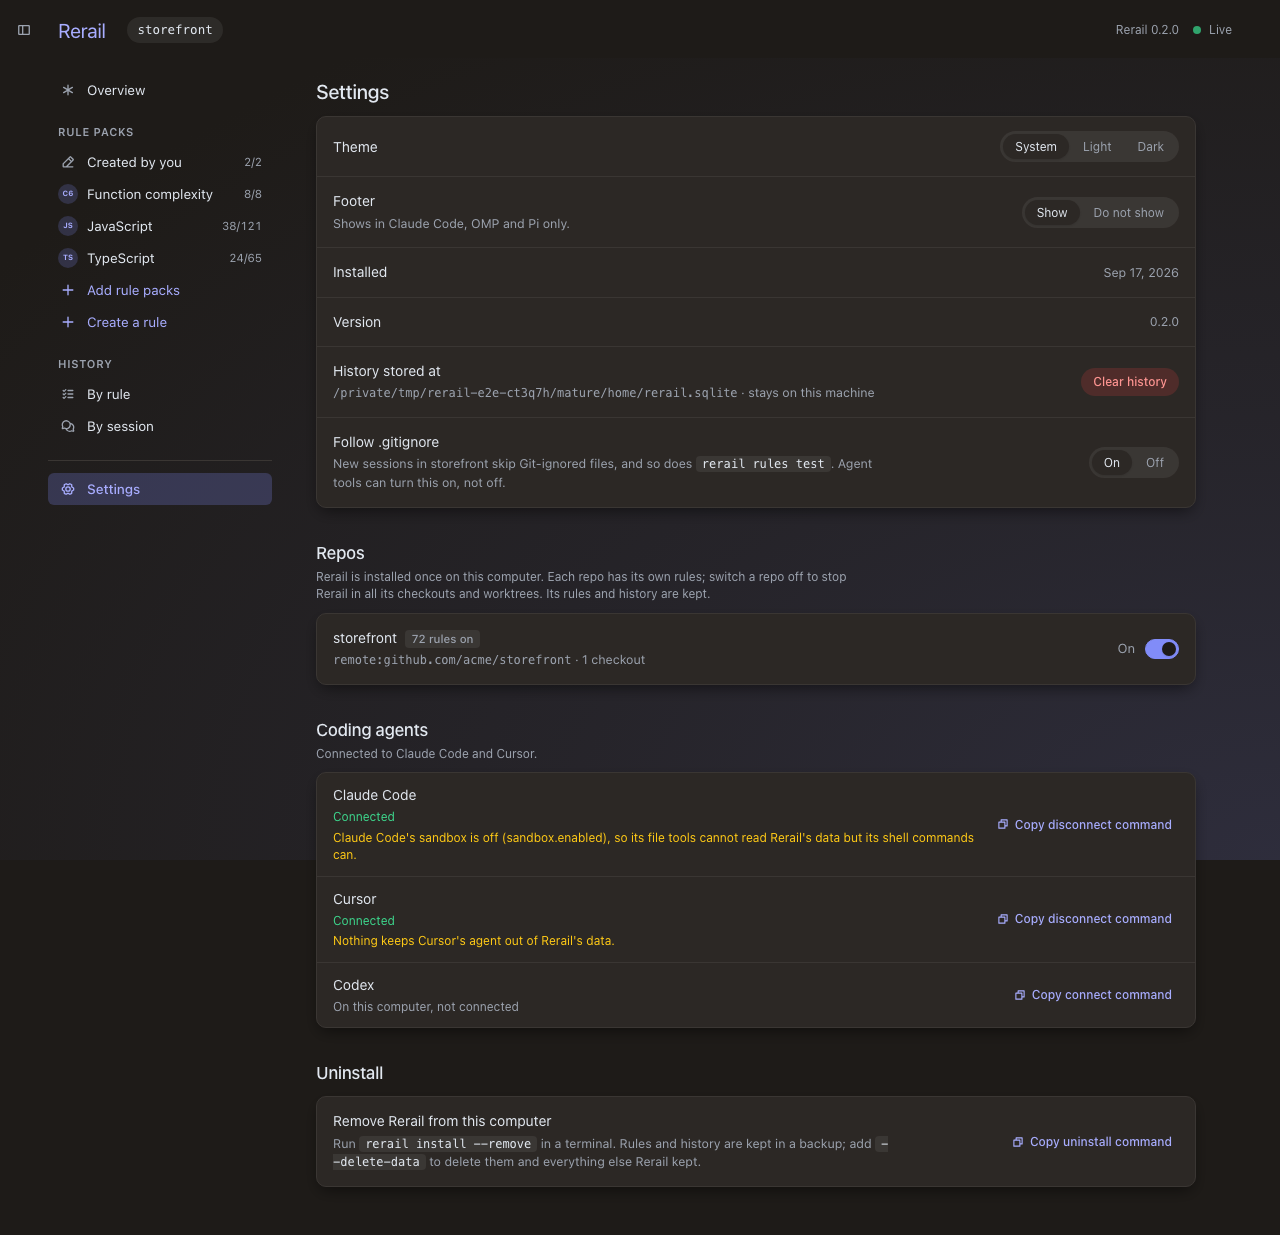 Rerail
storefront
Rerail 0.2.0
Live
Overview
RULE PACKS
Created by you 2/2
C6 Function complexity 8/8
JS JavaScript 38/121
TS TypeScript 24/65
Add rule packs
Create a rule
HISTORY
By rule
By session
Settings
Settings
Theme
System Light Dark
Footer
Shows in Claude Code, OMP and Pi only.
Show Do not show
Installed
Sep 17, 2026
Version
0.2.0
History stored at
/private/tmp/rerail-e2e-ct3q7h/mature/home/rerail.sqlite · stays on this machine
Clear history
Follow .gitignore
New sessions in storefront skip Git-ignored files, and so does rerail rules test. Agent
tools can turn this on, not off.
On Off
Repos
Rerail is installed once on this computer. Each repo has its own rules; switch a repo off to stop
Rerail in all its checkouts and worktrees. Its rules and history are kept.
storefront 72 rules on
remote:github.com/acme/storefront · 1 checkout
On
Coding agents
Connected to Claude Code and Cursor.
Claude Code
Connected
Claude Code's sandbox is off (sandbox.enabled), so its file tools cannot read Rerail's data but its shell commands
can.
Copy disconnect command
Cursor
Connected
Nothing keeps Cursor's agent out of Rerail's data.
Copy disconnect command
Codex
On this computer, not connected
Copy connect command
Uninstall
Remove Rerail from this computer
Run rerail install --remove in a terminal. Rules and history are kept in a backup; add -
-delete-data to delete them and everything else Rerail kept.
Copy uninstall command